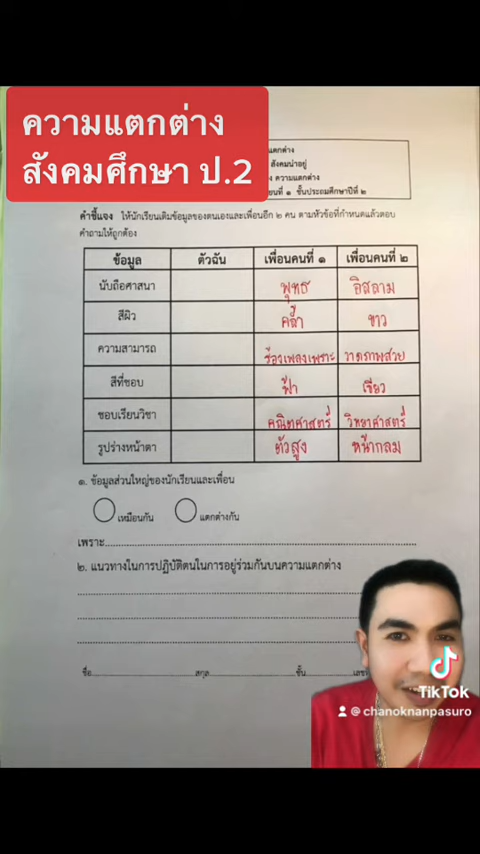 ความแตกต่าง
สังคมศึกษา ป.2
แตกต่าง
สังคมน่าอยู่
ความแตกต่าง
ที่ ๑ ชั้นประถมศึกษาปีที่ ๒
คำชี้แจง ให้นักเรียนเติมข้อมูลของตนเองและเพื่อนอีก ๒ คน ตามหัวข้อที่กำหนดแล้วตอบ
คำถามให้ถูกต้อง
ข้อมูล ตัวฉัน เพื่อนคนที่ ๑ เพื่อนคนที่ ๒
นับถือศาสนา พุทธ อิสลาม
สีผิว คล้ำ ขาว
ความสามารถ ร้องเพลงเพราะ วาดภาพสวย
สีที่ชอบ ฟ้า เขียว
ชอบเรียนวิชา คณิตศาสตร์ วิทยาศาสตร์
รูปร่างหน้าตา ตัวสูง หน้ากลม
๑. ข้อมูลส่วนใหญ่ของนักเรียนและเพื่อน
เหมือนกัน แตกต่างกัน
เพราะ
๒. แนวทางในการปฏิบัติตนในการอยู่ร่วมกันบนความแตกต่าง
ชื่อ สกุล ชั้น เลข
TikTok
@chanoknanpasuro